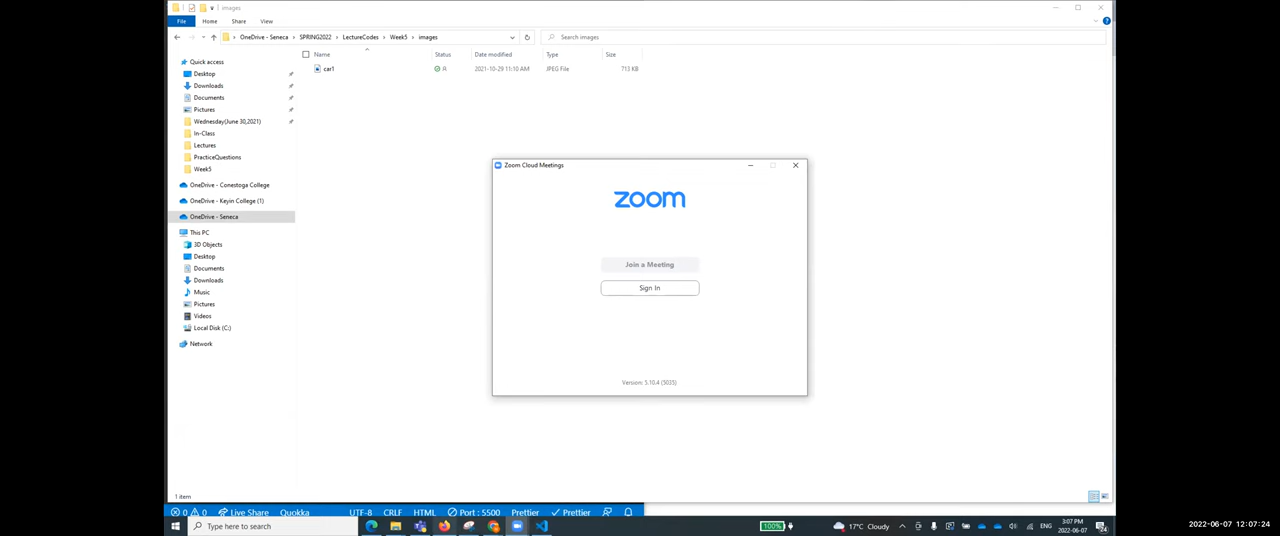 images
File Home Share View
OneDrive - Seneca SPRING2022 LectureCodes Week5 images Search images
Name Status Date modified Type Size
car1 2021-10-29 11:10 AM JPEG File 713 KB
Quick access
Desktop
Downloads
Documents
Pictures
Wednesday(June 30,2021)
In-Class
Lectures
PracticeQuestions
Week5
OneDrive - Conestoga College
OneDrive - Keyin College (1)
OneDrive - Seneca
This PC
3D Objects
Desktop
Documents
Downloads
Music
Pictures
Videos
Local Disk (C:)
Network
Zoom Cloud Meetings
zoom
Join a Meeting
Sign In
Version: 5.10.4 (5035)
1 item
0 0 Live Share Quokka UTF-8 CRLF HTML Port : 5500 Prettier Prettier
Type here to search 100% 17°C Cloudy ENG 3:07 PM
2022-06-07 24
2022-06-07 12:07:24